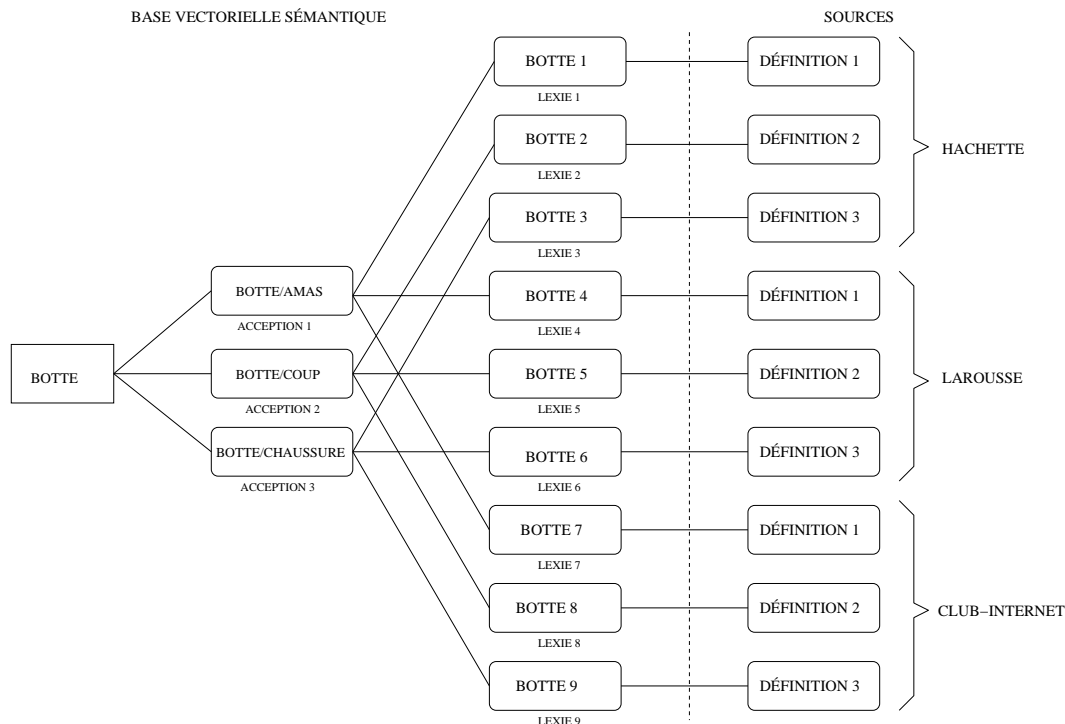 BASE VECTORIELLE SÉMANTIQUE
SOURCES
BOTTE 1
LEXIE 1
DÉFINITION 1
BOTTE 2
LEXIE 2
DÉFINITION 2
HACHETTE
BOTTE 3
LEXIE 3
DÉFINITION 3
BOTTE/AMAS
ACCEPTION 1
BOTTE 4
LEXIE 4
DÉFINITION 1
BOTTE
BOTTE/COUP
ACCEPTION 2
BOTTE 5
LEXIE 5
DÉFINITION 2
LAROUSSE
BOTTE/CHAUSSURE
ACCEPTION 3
BOTTE 6
LEXIE 6
DÉFINITION 3
BOTTE 7
LEXIE 7
DÉFINITION 1
BOTTE 8
LEXIE 8
DÉFINITION 2
CLUB−INTERNET
BOTTE 9
LEXIE 9
DÉFINITION 3